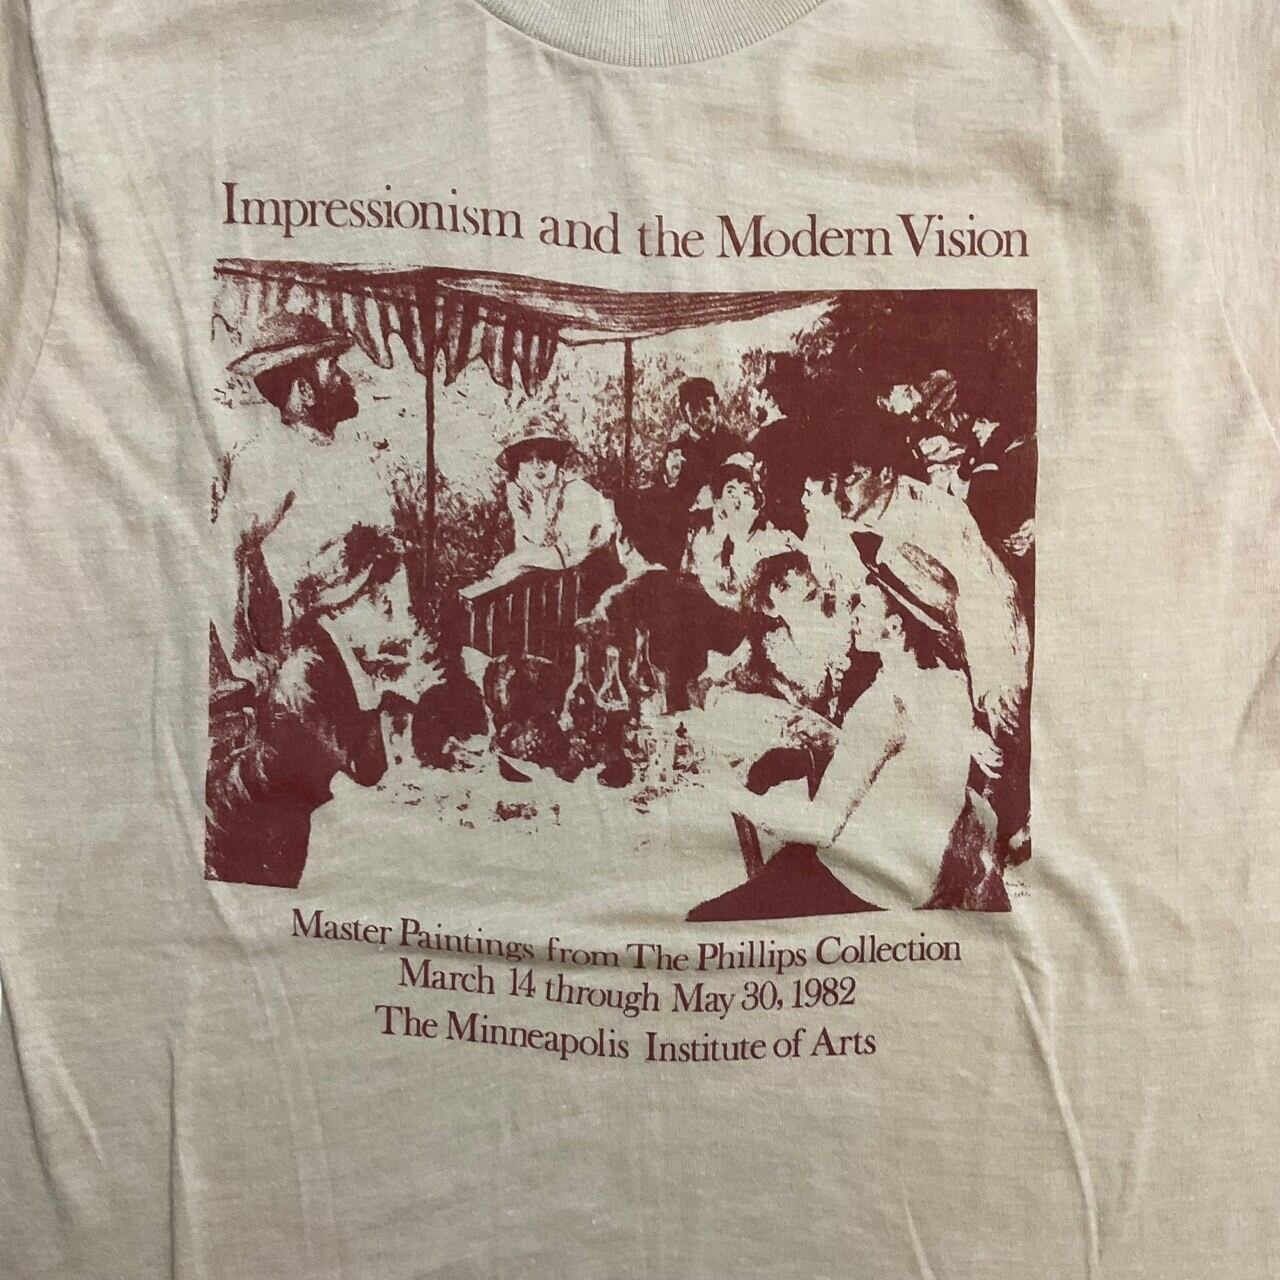 Impressionism and the Modern Vision
Master Paintings from The Phillips Collection
March 14 through May 30, 1982
The Minneapolis Institute of Arts